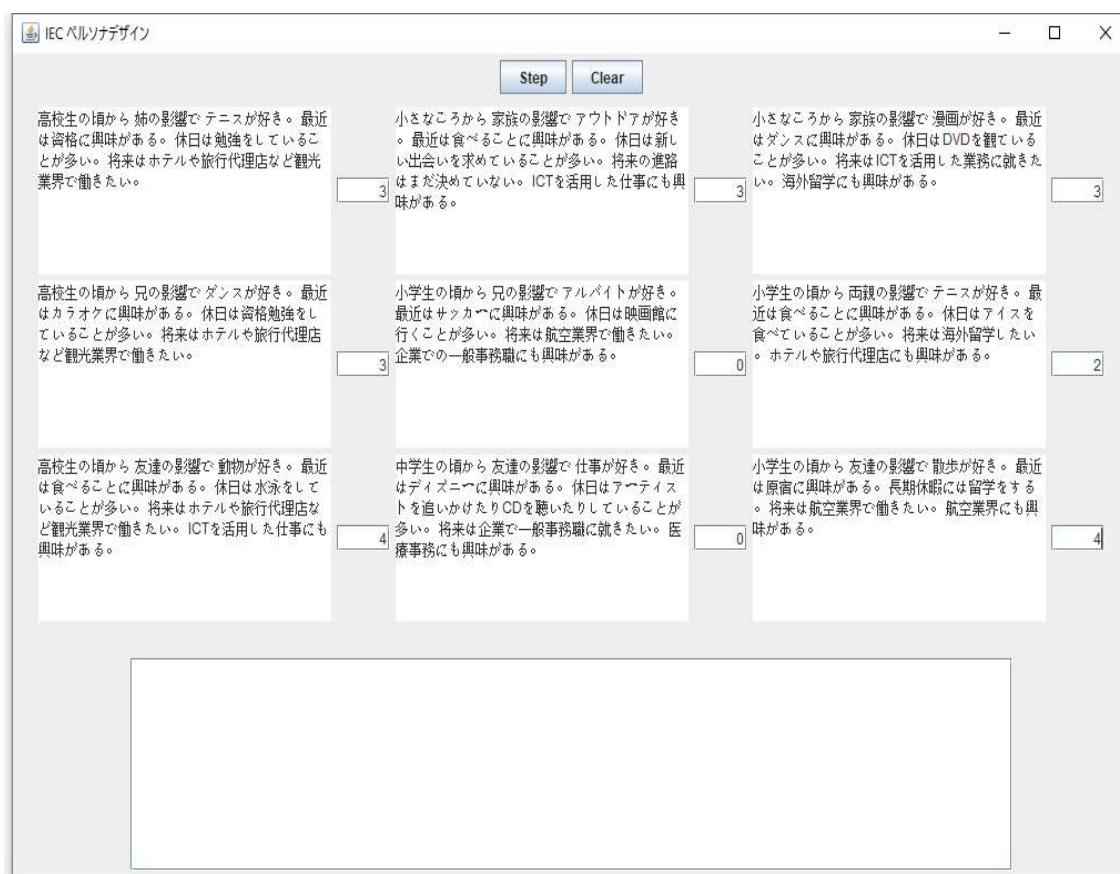 IEC ペルソナデザイン
Step
Clear
高校生の頃から 姉の影響で テニスが好き。 最近
は資格に興味がある。 休日は勉強をしているこ
とが多い。将来はホテルや旅行代理店など観光
業界で働きたい。
3
小さなころから 家族の影響で アウトドアが好き
。 最近は食べることに興味がある。 休日は新し
い出会いを求めていることが多い。将来の進路
はまだ決めていない。ICTを活用した仕事にも興
味がある。
3
小さなころから 家族の影響で 漫画が好き。 最近
はダンスに興味がある。 休日はDVDを観ている
ことが多い。将来はICTを活用した業務に就きた
い。海外留学にも興味がある。
3
高校生の頃から 兄の影響で ダンスが好き。 最近
はカラオケに興味がある。 休日は資格勉強をし
ていることが多い。将来はホテルや旅行代理店
など観光業界で働きたい。
3
小学生の頃から 兄の影響で アルバイトが好き。
最近はサッカーに興味がある。 休日は映画館に
行くことが多い。将来は航空業界で働きたい。
企業での一般事務職にも興味がある。
0
小学生の頃から 両親の影響で テニスが好き。 最
近は食べることに興味がある。 休日はアイスを
食べていることが多い。将来は海外留学したい
。ホテルや旅行代理店にも興味がある。
2
高校生の頃から 友達の影響で 動物が好き。 最近
は食べることに興味がある。 休日は水泳をして
いることが多い。将来はホテルや旅行代理店な
ど観光業界で働きたい。ICTを活用した仕事にも
興味がある。
4
中学生の頃から 友達の影響で 仕事が好き。 最近
はディズニーに興味がある。 休日はアーティス
トを追いかけたりCDを聴いたりしていることが
多い。将来は企業で一般事務職に就きたい。医
療事務にも興味がある。
0
小学生の頃から 友達の影響で 散歩が好き。 最近
は原宿に興味がある。 長期休暇には留学をする
。将来は航空業界で働きたい。航空業界にも興
味がある。
4